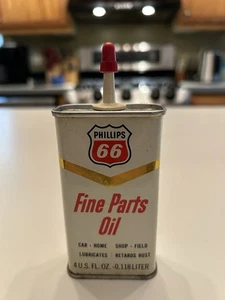 PHILLIPS
66
Fine Parts
Oil
CAR - HOME SHOP - FIELD
LUBRICATES RETARDS RUST
4 U.S. FL. OZ. - 0.118 LITER